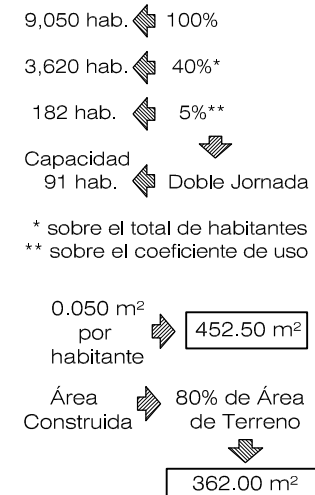 9,050 hab. 100%
3,620 hab. 40%*
182 hab. 5%**
Capacidad
91 hab. Doble Jornada
* sobre el total de habitantes
** sobre el coeficiente de uso
0.050 m²
por
habitante
452.50 m²
Área
Construida
80% de Área
de Terreno
362.00 m²